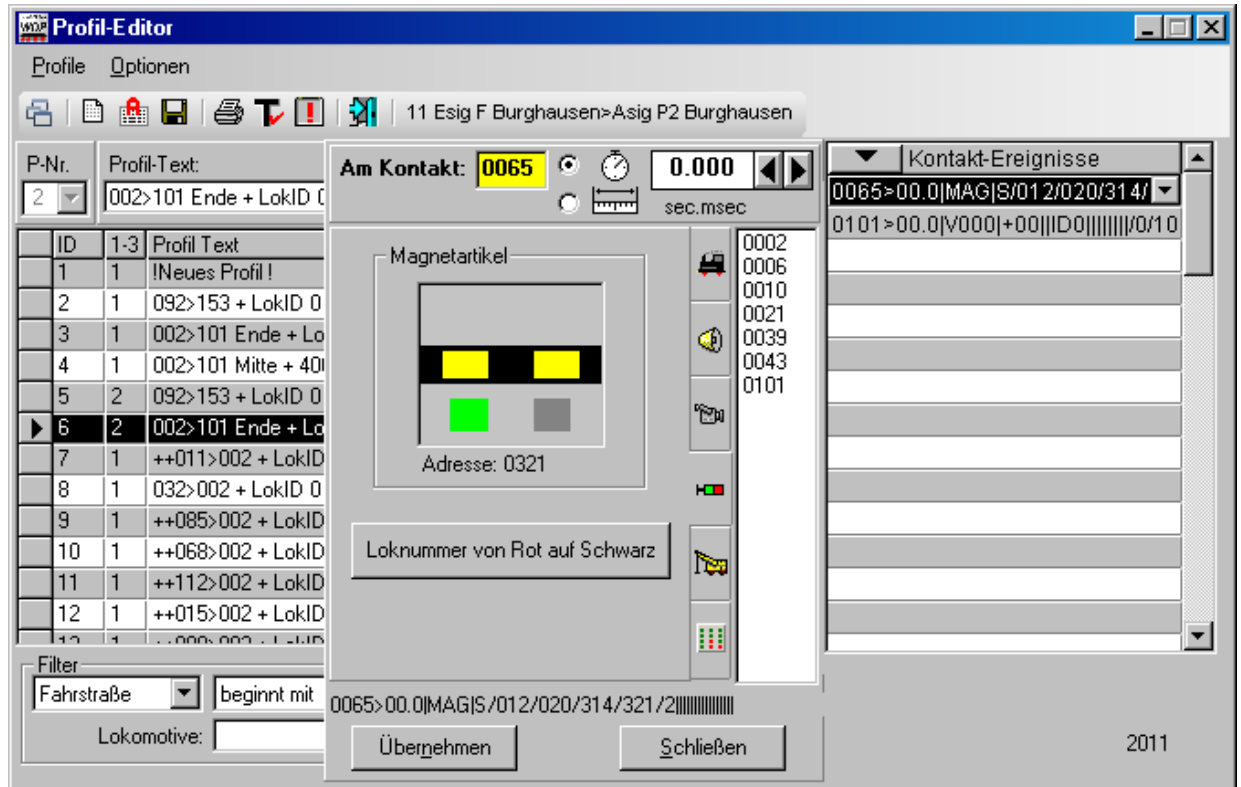 WDP Profil-Editor
Profile Optionen
11 Esig F Burghausen>Asig P2 Burghausen
P-Nr. Profil-Text:
2 002>101 Ende + LokID 0
ID 1-3 Profil Text
1 1 !Neues Profil !
2 1 092>153 + LokID 0
3 1 002>101 Ende + Lo
4 1 002>101 Mitte + 40
5 2 092>153 + LokID 0
6 2 002>101 Ende + Lo
7 1 ++011>002 + LokID
8 1 032>002 + LokID 0
9 1 ++085>002 + LokID
10 1 ++068>002 + LokID
11 1 ++112>002 + LokID
12 1 ++015>002 + LokID
Filter
Fahrstraße beginnt mit
Lokomotive:
Am Kontakt: 0065 0.000
sec.msec
Magnetartikel
Adresse: 0321
Loknummer von Rot auf Schwarz
0002
0006
0010
0021
0039
0043
0101
0065>00.0|MAG|S/012/020/314/321/2||||||||||||||
Übernehmen Schließen
Kontakt-Ereignisse
0065>00.0|MAG|S/012/020/314/
0101>00.0|V000|+00|||ID0||||||||/0/10
2011